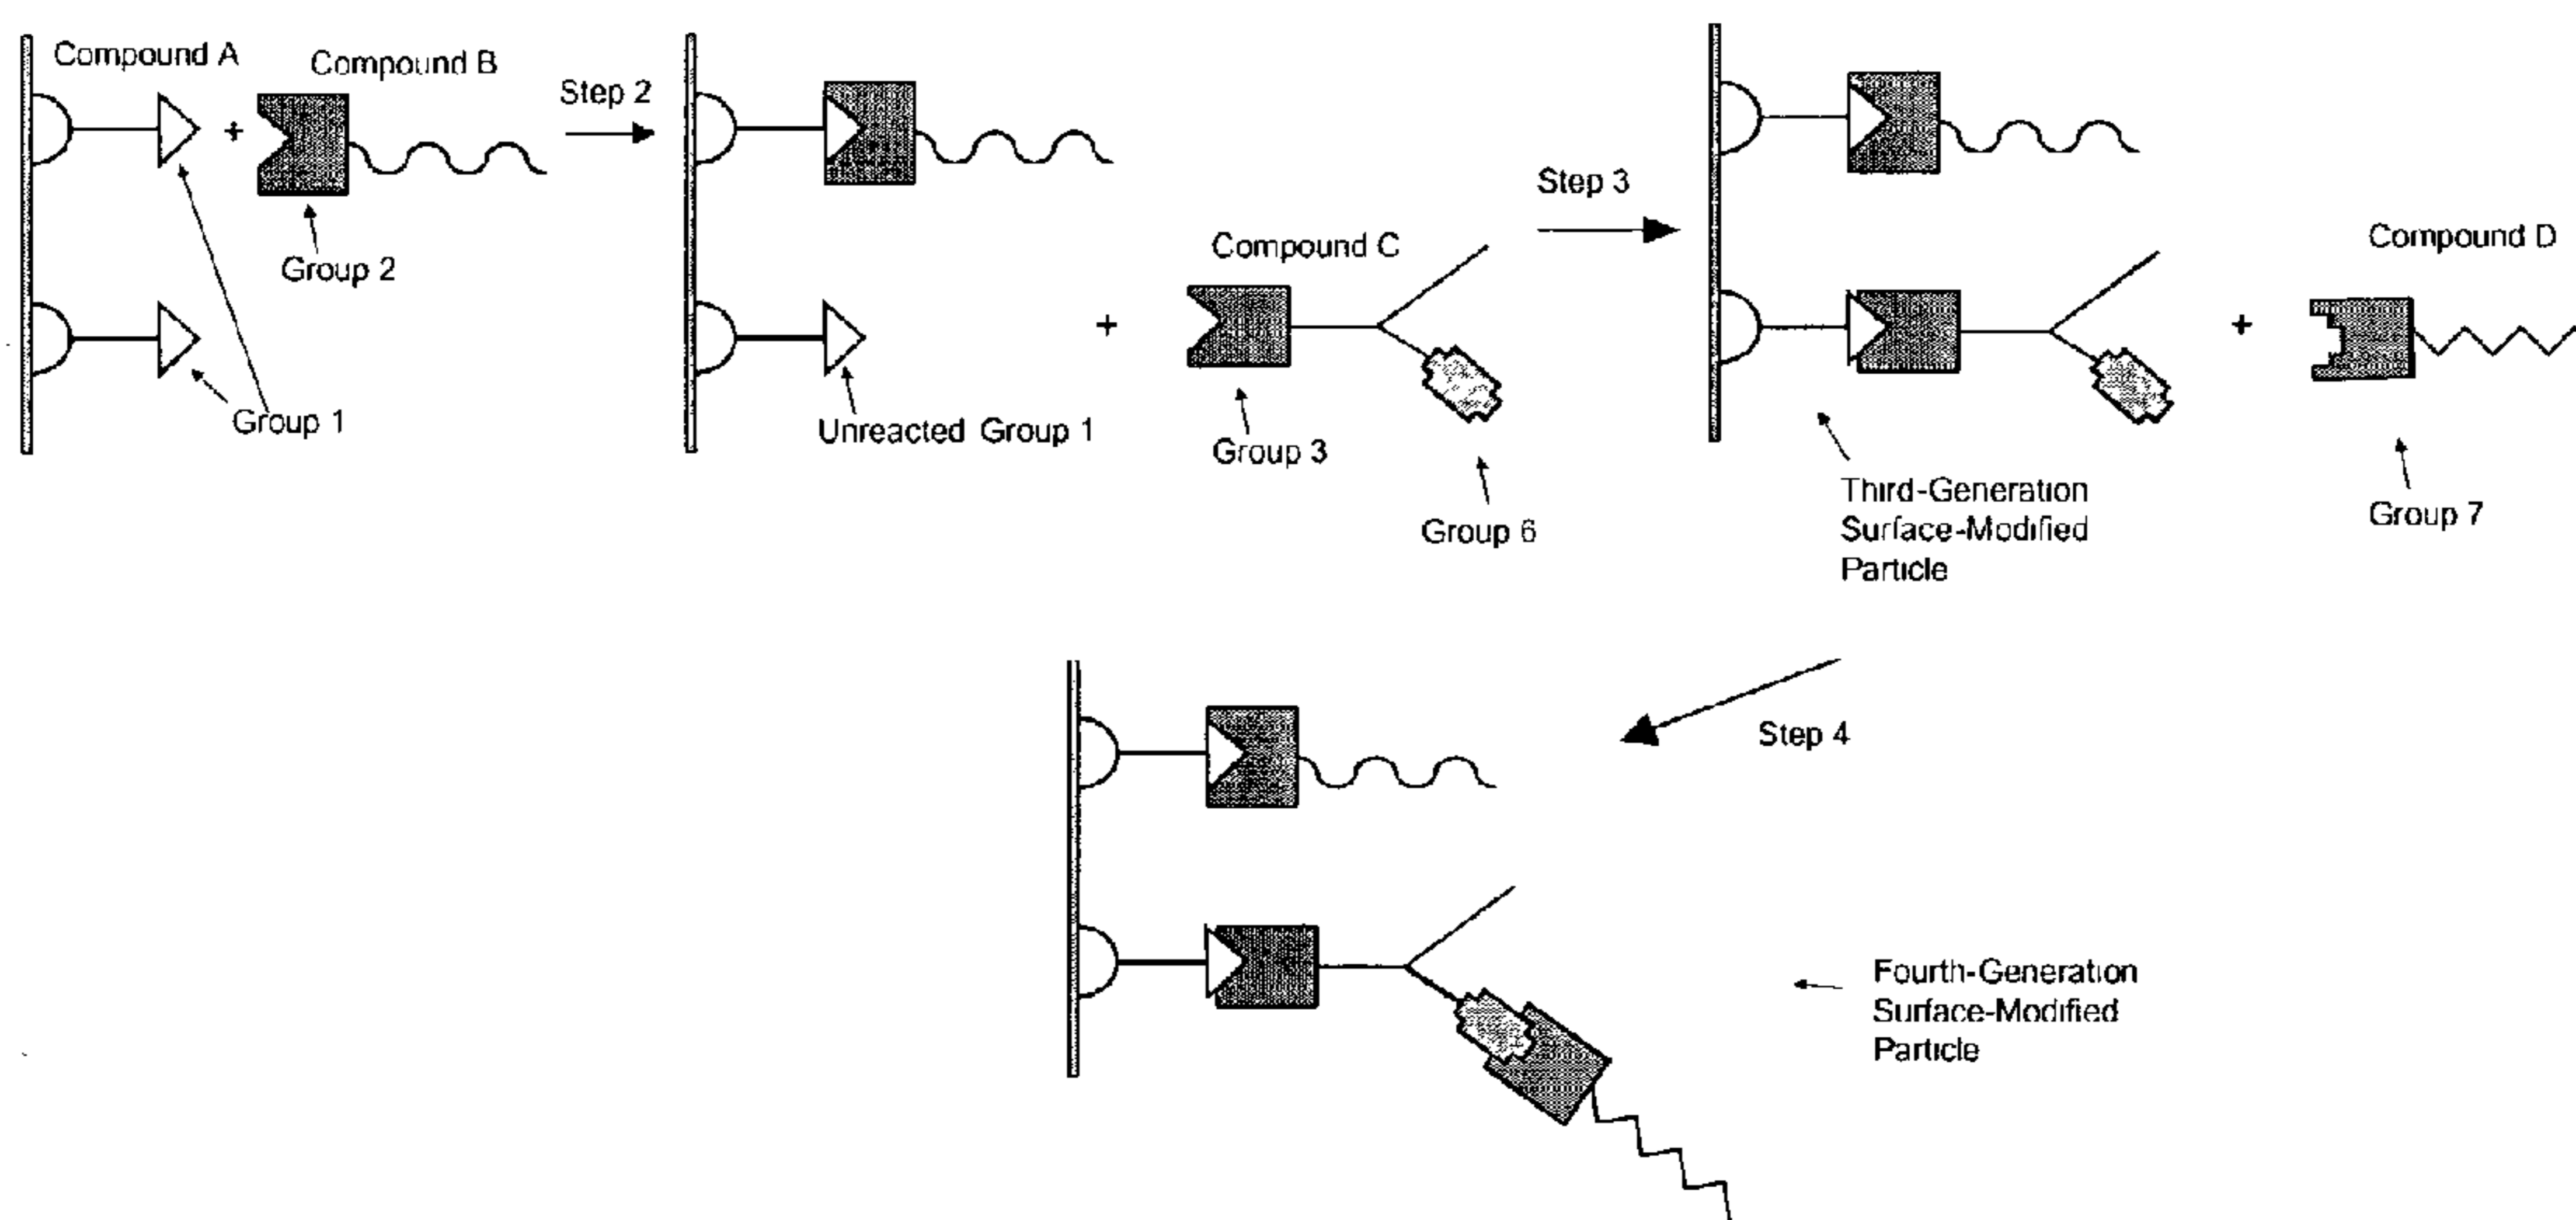 Compound A
Compound B
+
Step 2
Group 2
Group 1
Unreacted Group 1
+
Compound C
Group 3
Group 6
Step 3
Third-Generation
Surface-Modified
Particle
+
Compound D
Group 7
Step 4
Fourth-Generation
Surface-Modified
Particle